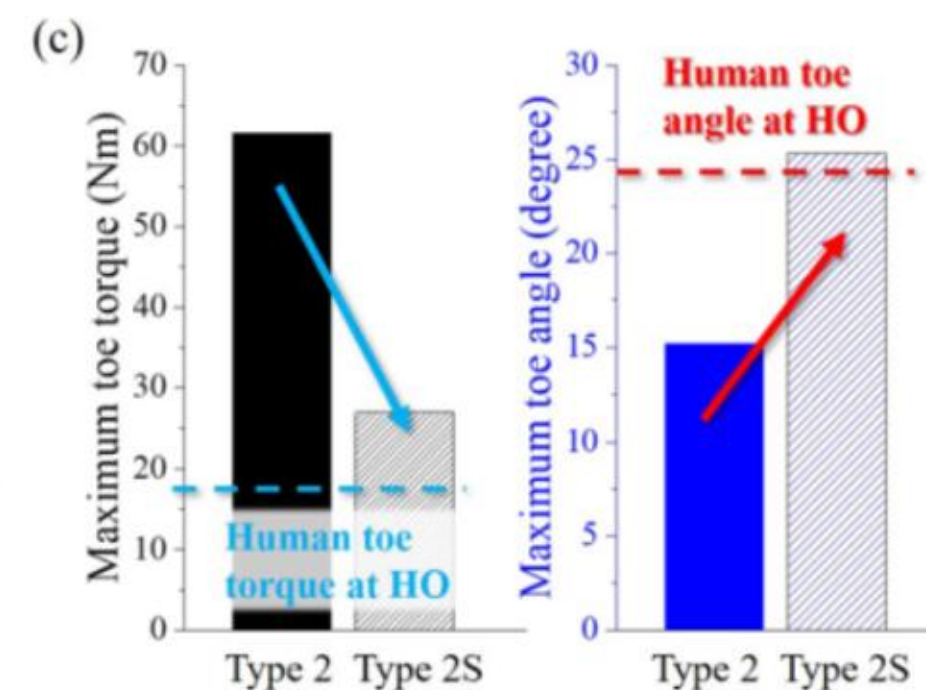 (c)
Maximum toe torque (Nm)
70
60
50
40
30
20
10
0
Human toe
torque at HO
Type 2 Type 2S
Maximum toe angle (degree)
30
25
20
15
10
5
0
Human toe
angle at HO
Type 2 Type 2S